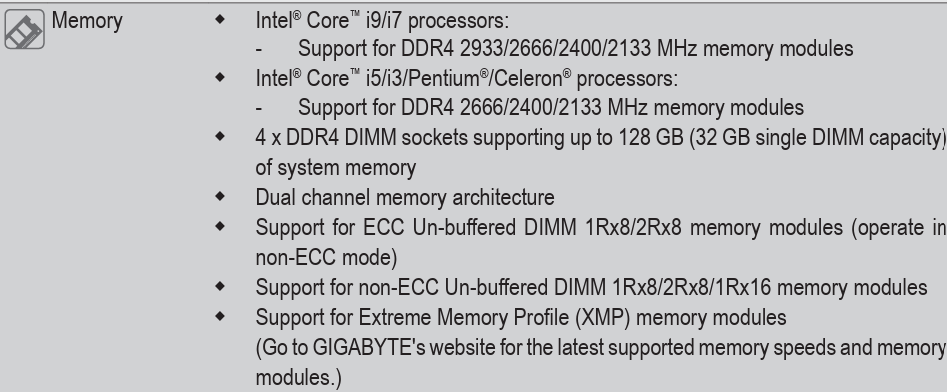 Memory
◆ Intel® Core™ i9/i7 processors:
- Support for DDR4 2933/2666/2400/2133 MHz memory modules
◆ Intel® Core™ i5/i3/Pentium®/Celeron® processors:
- Support for DDR4 2666/2400/2133 MHz memory modules
◆ 4 x DDR4 DIMM sockets supporting up to 128 GB (32 GB single DIMM capacity)
of system memory
◆ Dual channel memory architecture
◆ Support for ECC Un-buffered DIMM 1Rx8/2Rx8 memory modules (operate in
non-ECC mode)
◆ Support for non-ECC Un-buffered DIMM 1Rx8/2Rx8/1Rx16 memory modules
◆ Support for Extreme Memory Profile (XMP) memory modules
(Go to GIGABYTE's website for the latest supported memory speeds and memory
modules.)